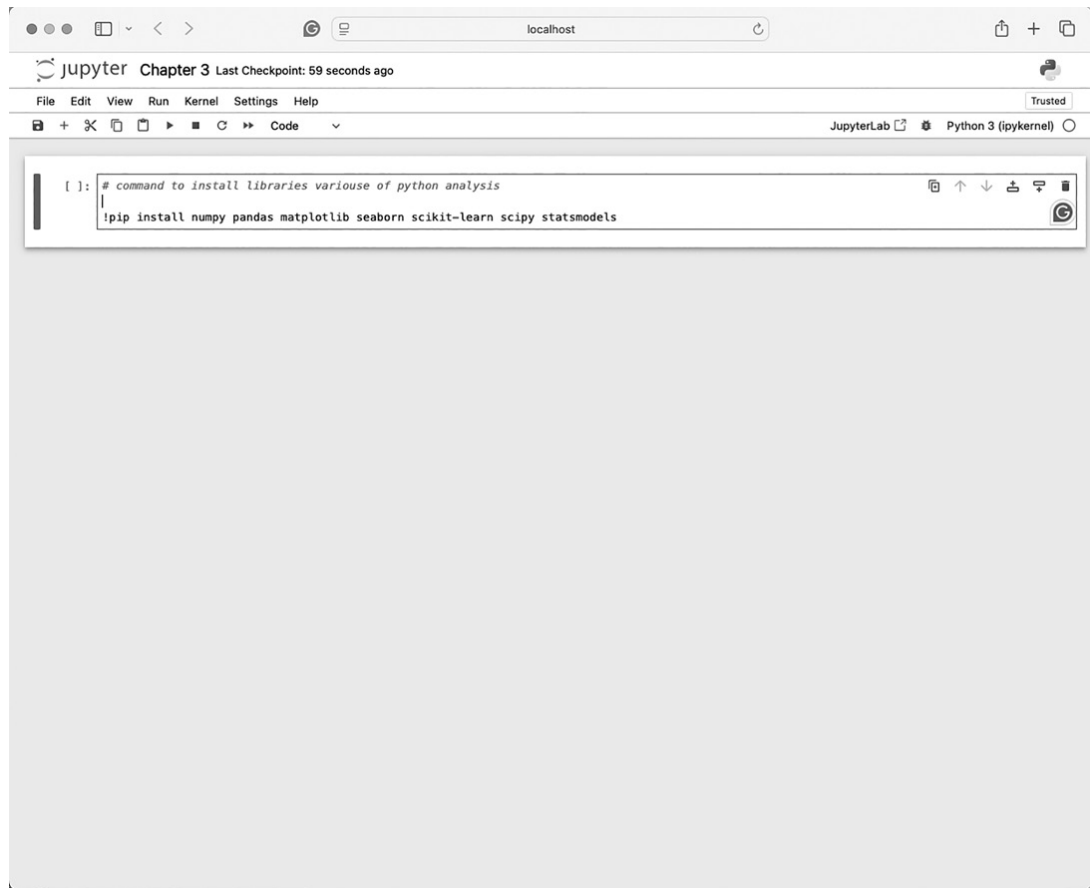 localhost
jupyter Chapter 3 Last Checkpoint: 59 seconds ago
File Edit View Run Kernel Settings Help Trusted
Code JupyterLab Python 3 (ipykernel)
[ ]: # command to install libraries variouse of python analysis
!pip install numpy pandas matplotlib seaborn scikit-learn scipy statsmodels